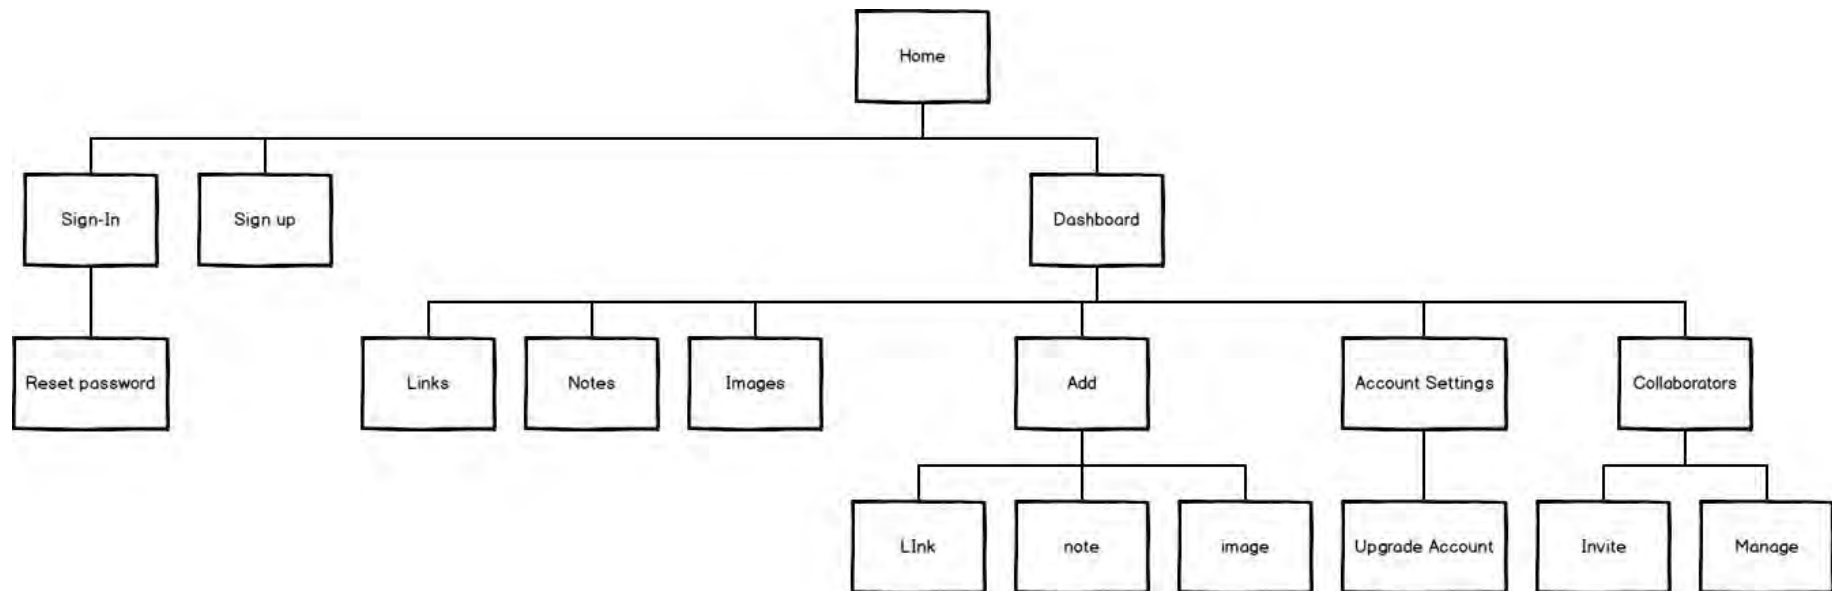 Home
Sign-In
Sign up
Dashboard
Reset password
Links
Notes
Images
Add
Account Settings
Collaborators
LInk
note
image
Upgrade Account
Invite
Manage